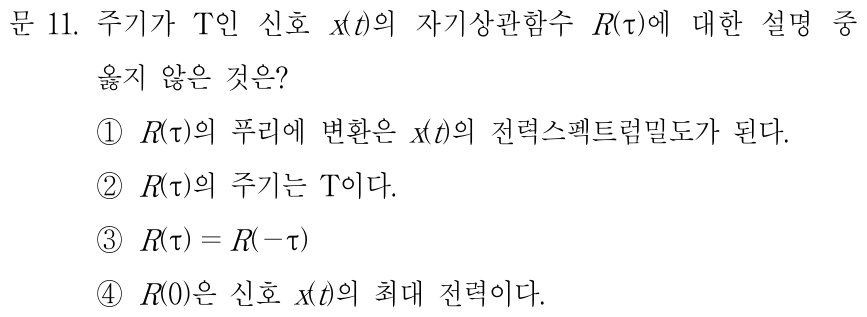 문 11. 주기가 T인 신호 x(t)의 자기상관함수 R(τ)에 대한 설명 중
옳지 않은 것은?
① R(τ)의 푸리에 변환은 x(t)의 전력스펙트럼밀도가 된다.
② R(τ)의 주기는 T이다.
③ R(τ) = R(-τ)
④ R(0)은 신호 x(t)의 최대 전력이다.